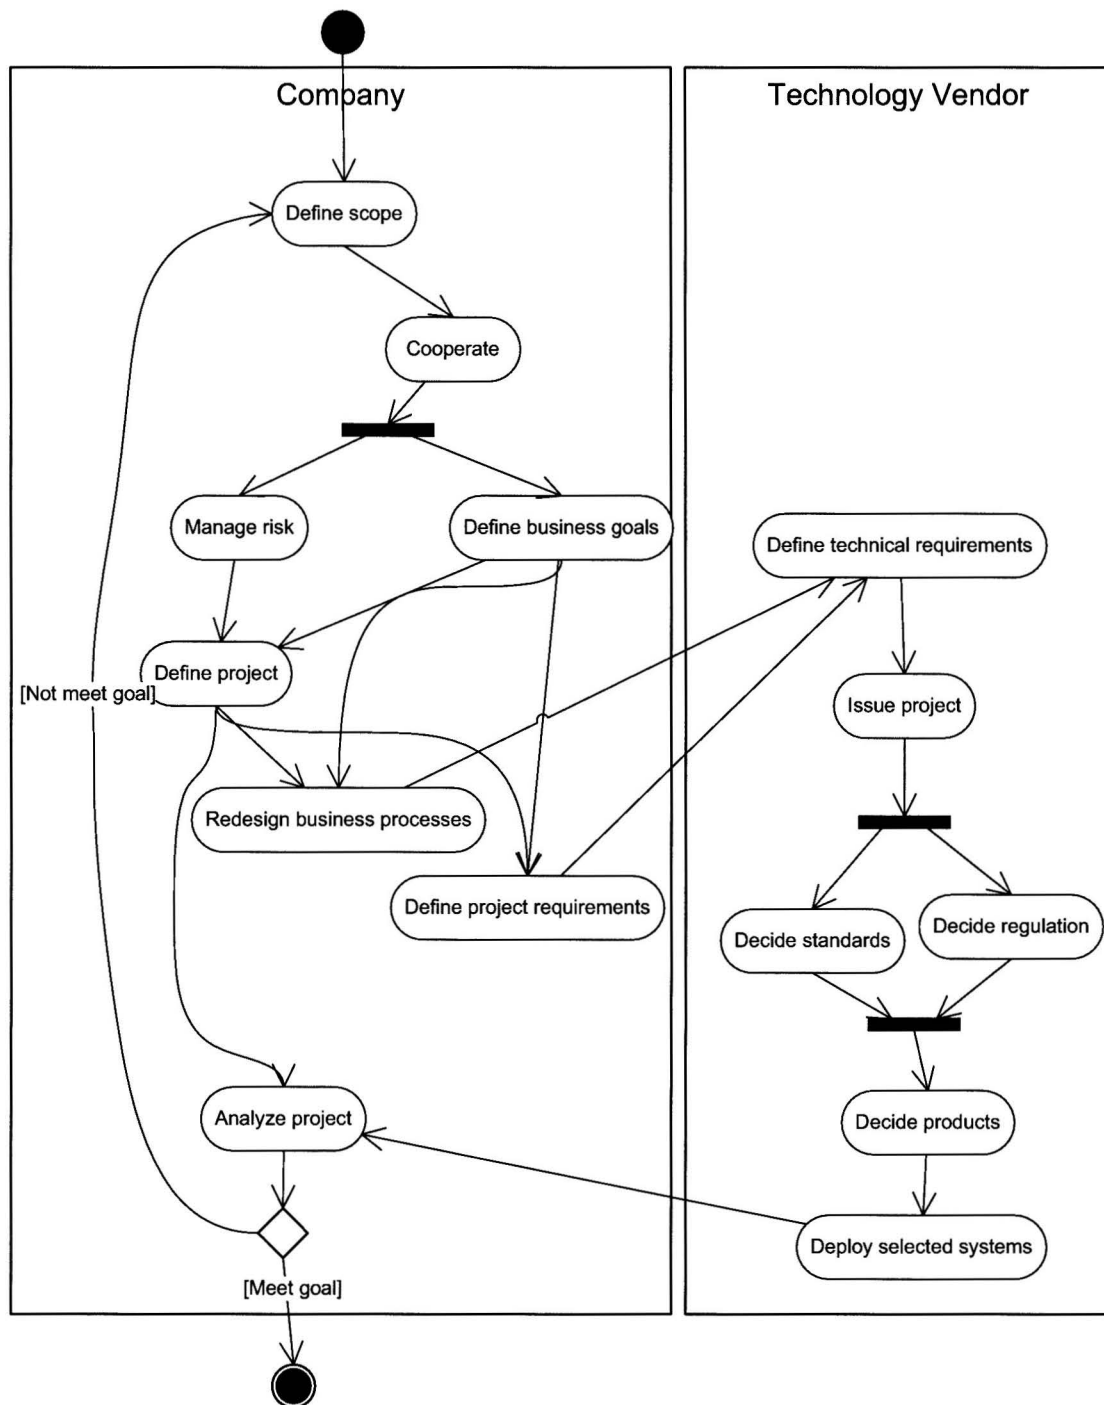 Company
Technology Vendor
Define scope
Cooperate
Manage risk
Define business goals
Define technical requirements
Define project
[Not meet goal]
Issue project
Redesign business processes
Define project requirements
Decide standards
Decide regulation
Analyze project
Decide products
Deploy selected systems
[Meet goal]